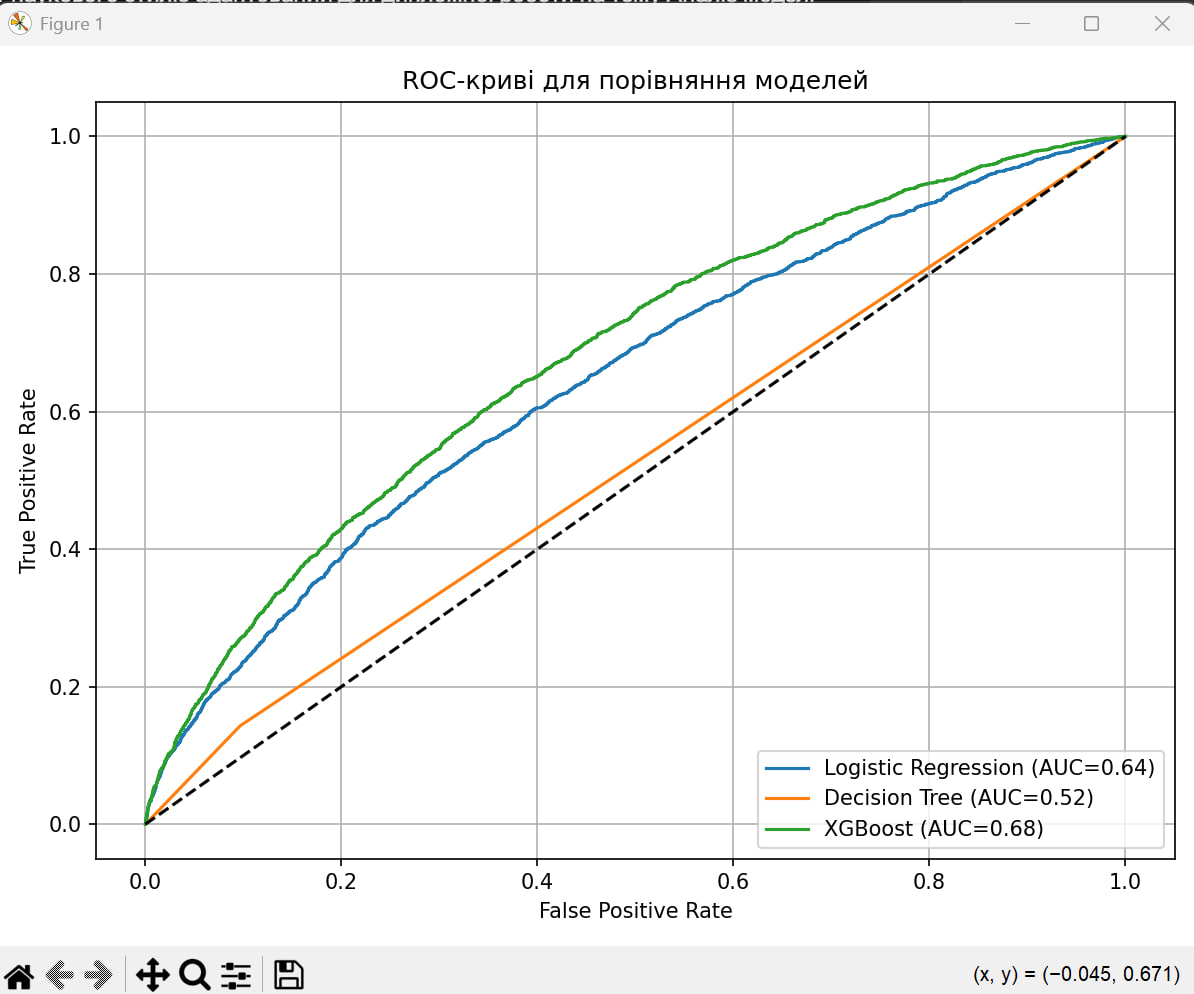 Figure 1
ROC-криві для порівняння моделей
1.0
0.8
0.6
0.4
0.2
0.0
True Positive Rate
Logistic Regression (AUC=0.64)
Decision Tree (AUC=0.52)
XGBoost (AUC=0.68)
0.0 0.2 0.4 0.6 0.8 1.0
False Positive Rate
(x, y) = (−0.045, 0.671)